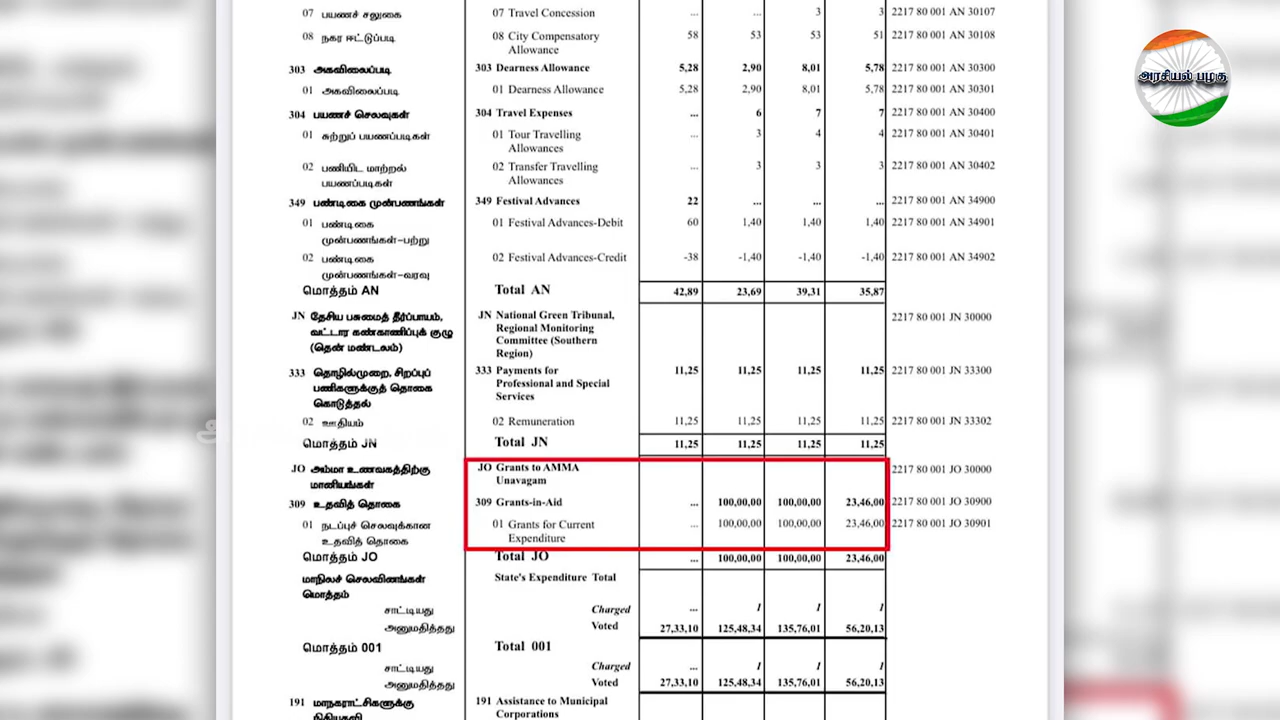 07 பயணச் சலுகை 07 Travel Concession ... ... 3 3 2217 80 001 AN 30107
08 நகர ஈட்டுப்படி 08 City Compensatory Allowance 58 53 53 51 2217 80 001 AN 30108
303 அகவிலைப்படி 303 Dearness Allowance 5,28 2,90 8,01 5,78 2217 80 001 AN 30300
01 அகவிலைப்படி 01 Dearness Allowance 5,28 2,90 8,01 5,78 2217 80 001 AN 30301
304 பயணச் செலவுகள் 304 Travel Expenses ... 6 7 7 2217 80 001 AN 30400
01 சுற்றுப் பயணப்படிகள் 01 Tour Travelling ... 3 4 4 2217 80 001 AN 30401
Allowances
02 பணியிட மாற்றல் 02 Transfer Travelling ... 3 3 3 2217 80 001 AN 30402
பயணப்படிகள் Allowances
349 பண்டிகை முன்பணங்கள் 349 Festival Advances 22 ... ... ... 2217 80 001 AN 34900
01 பண்டிகை 01 Festival Advances-Debit 60 1,40 1,40 1,40 2217 80 001 AN 34901
முன்பணங்கள்-பற்று
02 பண்டிகை 02 Festival Advances-Credit -38 -1,40 -1,40 -1,40 2217 80 001 AN 34902
முன்பணங்கள்-வரவு
மொத்தம் AN Total AN 42,89 23,69 39,31 35,87
JN தேசிய பசுமைத் தீர்ப்பாயம், JN National Green Tribunal, 2217 80 001 JN 30000
வட்டார கண்காணிப்புக் குழு Regional Monitoring
(தென் மண்டலம்) Committee (Southern
Region)
333 தொழில்முறை, சிறப்புப் 333 Payments for 11,25 11,25 11,25 11,25 2217 80 001 JN 33300
பணிகளுக்குத் தொகை Professional and Special
கொடுத்தல் Services
02 ஊதியம் 02 Remuneration 11,25 11,25 11,25 11,25 2217 80 001 JN 33302
மொத்தம் JN Total JN 11,25 11,25 11,25 11,25
JO அம்மா உணவகத்திற்கு JO Grants to AMMA 2217 80 001 JO 30000
மானியங்கள் Unavagam
309 உதவித் தொகை 309 Grants-in-Aid ... 100,00,00 100,00,00 23,46,00 2217 80 001 JO 30900
01 நடப்புச் செலவுக்கான 01 Grants for Current ... 100,00,00 100,00,00 23,46,00 2217 80 001 JO 30901
உதவித் தொகை Expenditure
மொத்தம் JO Total JO ... 100,00,00 100,00,00 23,46,00
மாநிலச் செலவினங்கள் State's Expenditure Total
மொத்தம்
சாட்டியது Charged ... 1 1 1
அனுமதித்தது Voted 27,33,10 125,48,34 135,76,01 56,20,13
மொத்தம் 001 Total 001
சாட்டியது Charged ... 1 1 1
அனுமதித்தது Voted 27,33,10 125,48,34 135,76,01 56,20,13
191 மாநகராட்சிகளுக்கு 191 Assistance to Municipal
நிதியுதவி Corporations
அரசியல் பழகு